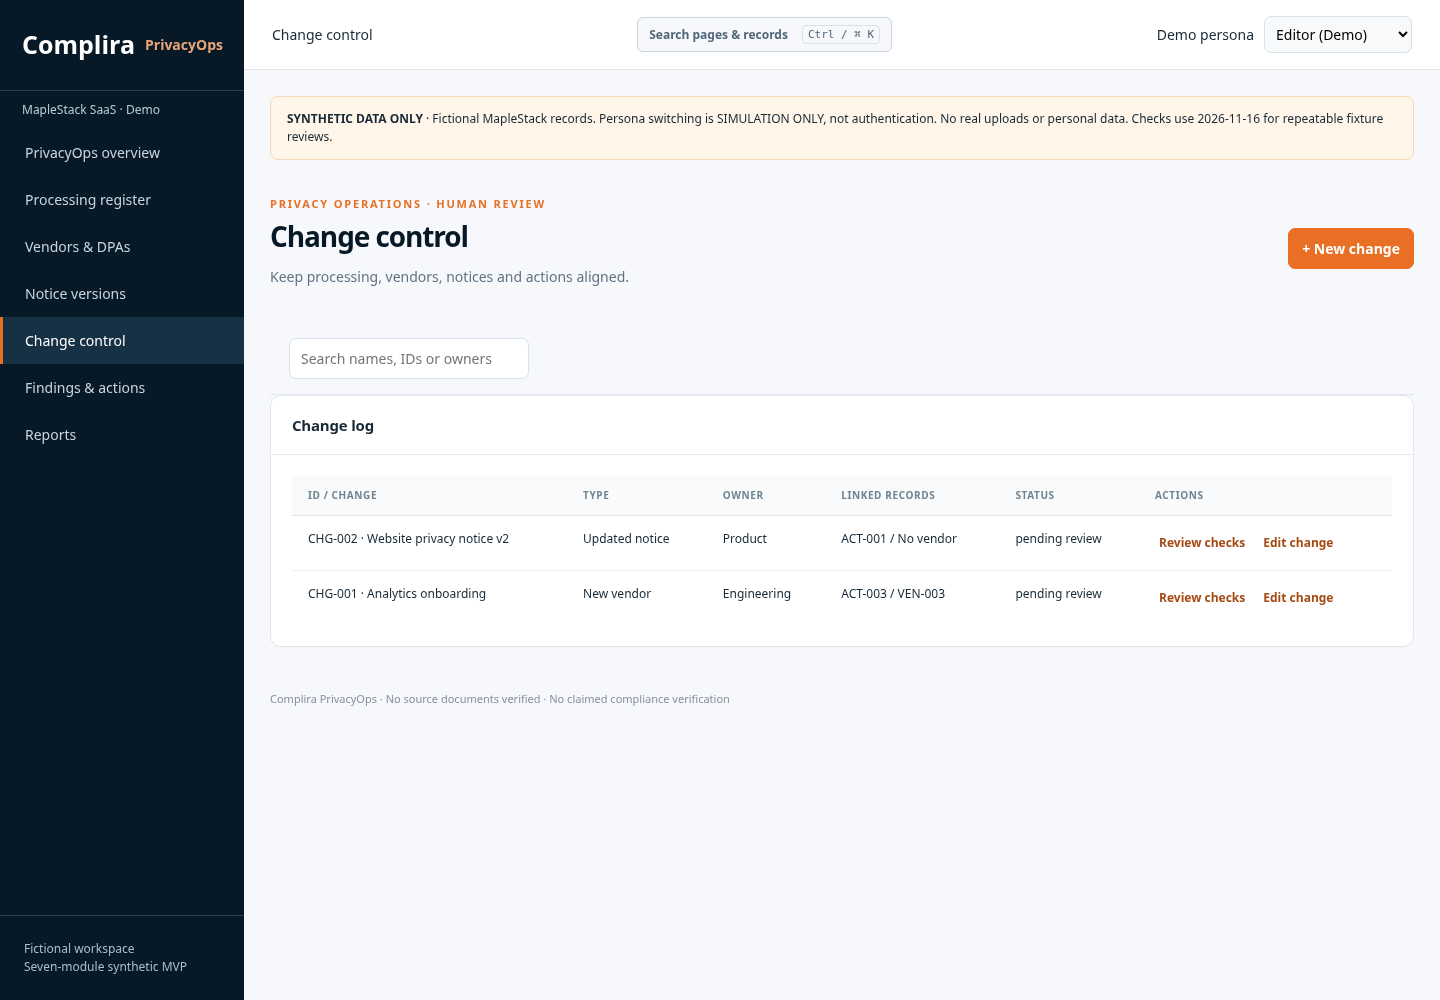 Complira PrivacyOps
MapleStack SaaS · Demo
PrivacyOps overview
Processing register
Vendors & DPAs
Notice versions
Change control
Findings & actions
Reports
Fictional workspace
Seven-module synthetic MVP
Change control
Search pages & records Ctrl / ⌘ K
Demo persona Editor (Demo)
SYNTHETIC DATA ONLY · Fictional MapleStack records. Persona switching is SIMULATION ONLY, not authentication. No real uploads or personal data. Checks use 2026-11-16 for repeatable fixture
reviews.
PRIVACY OPERATIONS · HUMAN REVIEW
Change control
Keep processing, vendors, notices and actions aligned.
+ New change
Search names, IDs or owners
Change log
ID / CHANGE TYPE OWNER LINKED RECORDS STATUS ACTIONS
CHG-002 · Website privacy notice v2 Updated notice Product ACT-001 / No vendor pending review Review checks Edit change
CHG-001 · Analytics onboarding New vendor Engineering ACT-003 / VEN-003 pending review Review checks Edit change
Complira PrivacyOps · No source documents verified · No claimed compliance verification